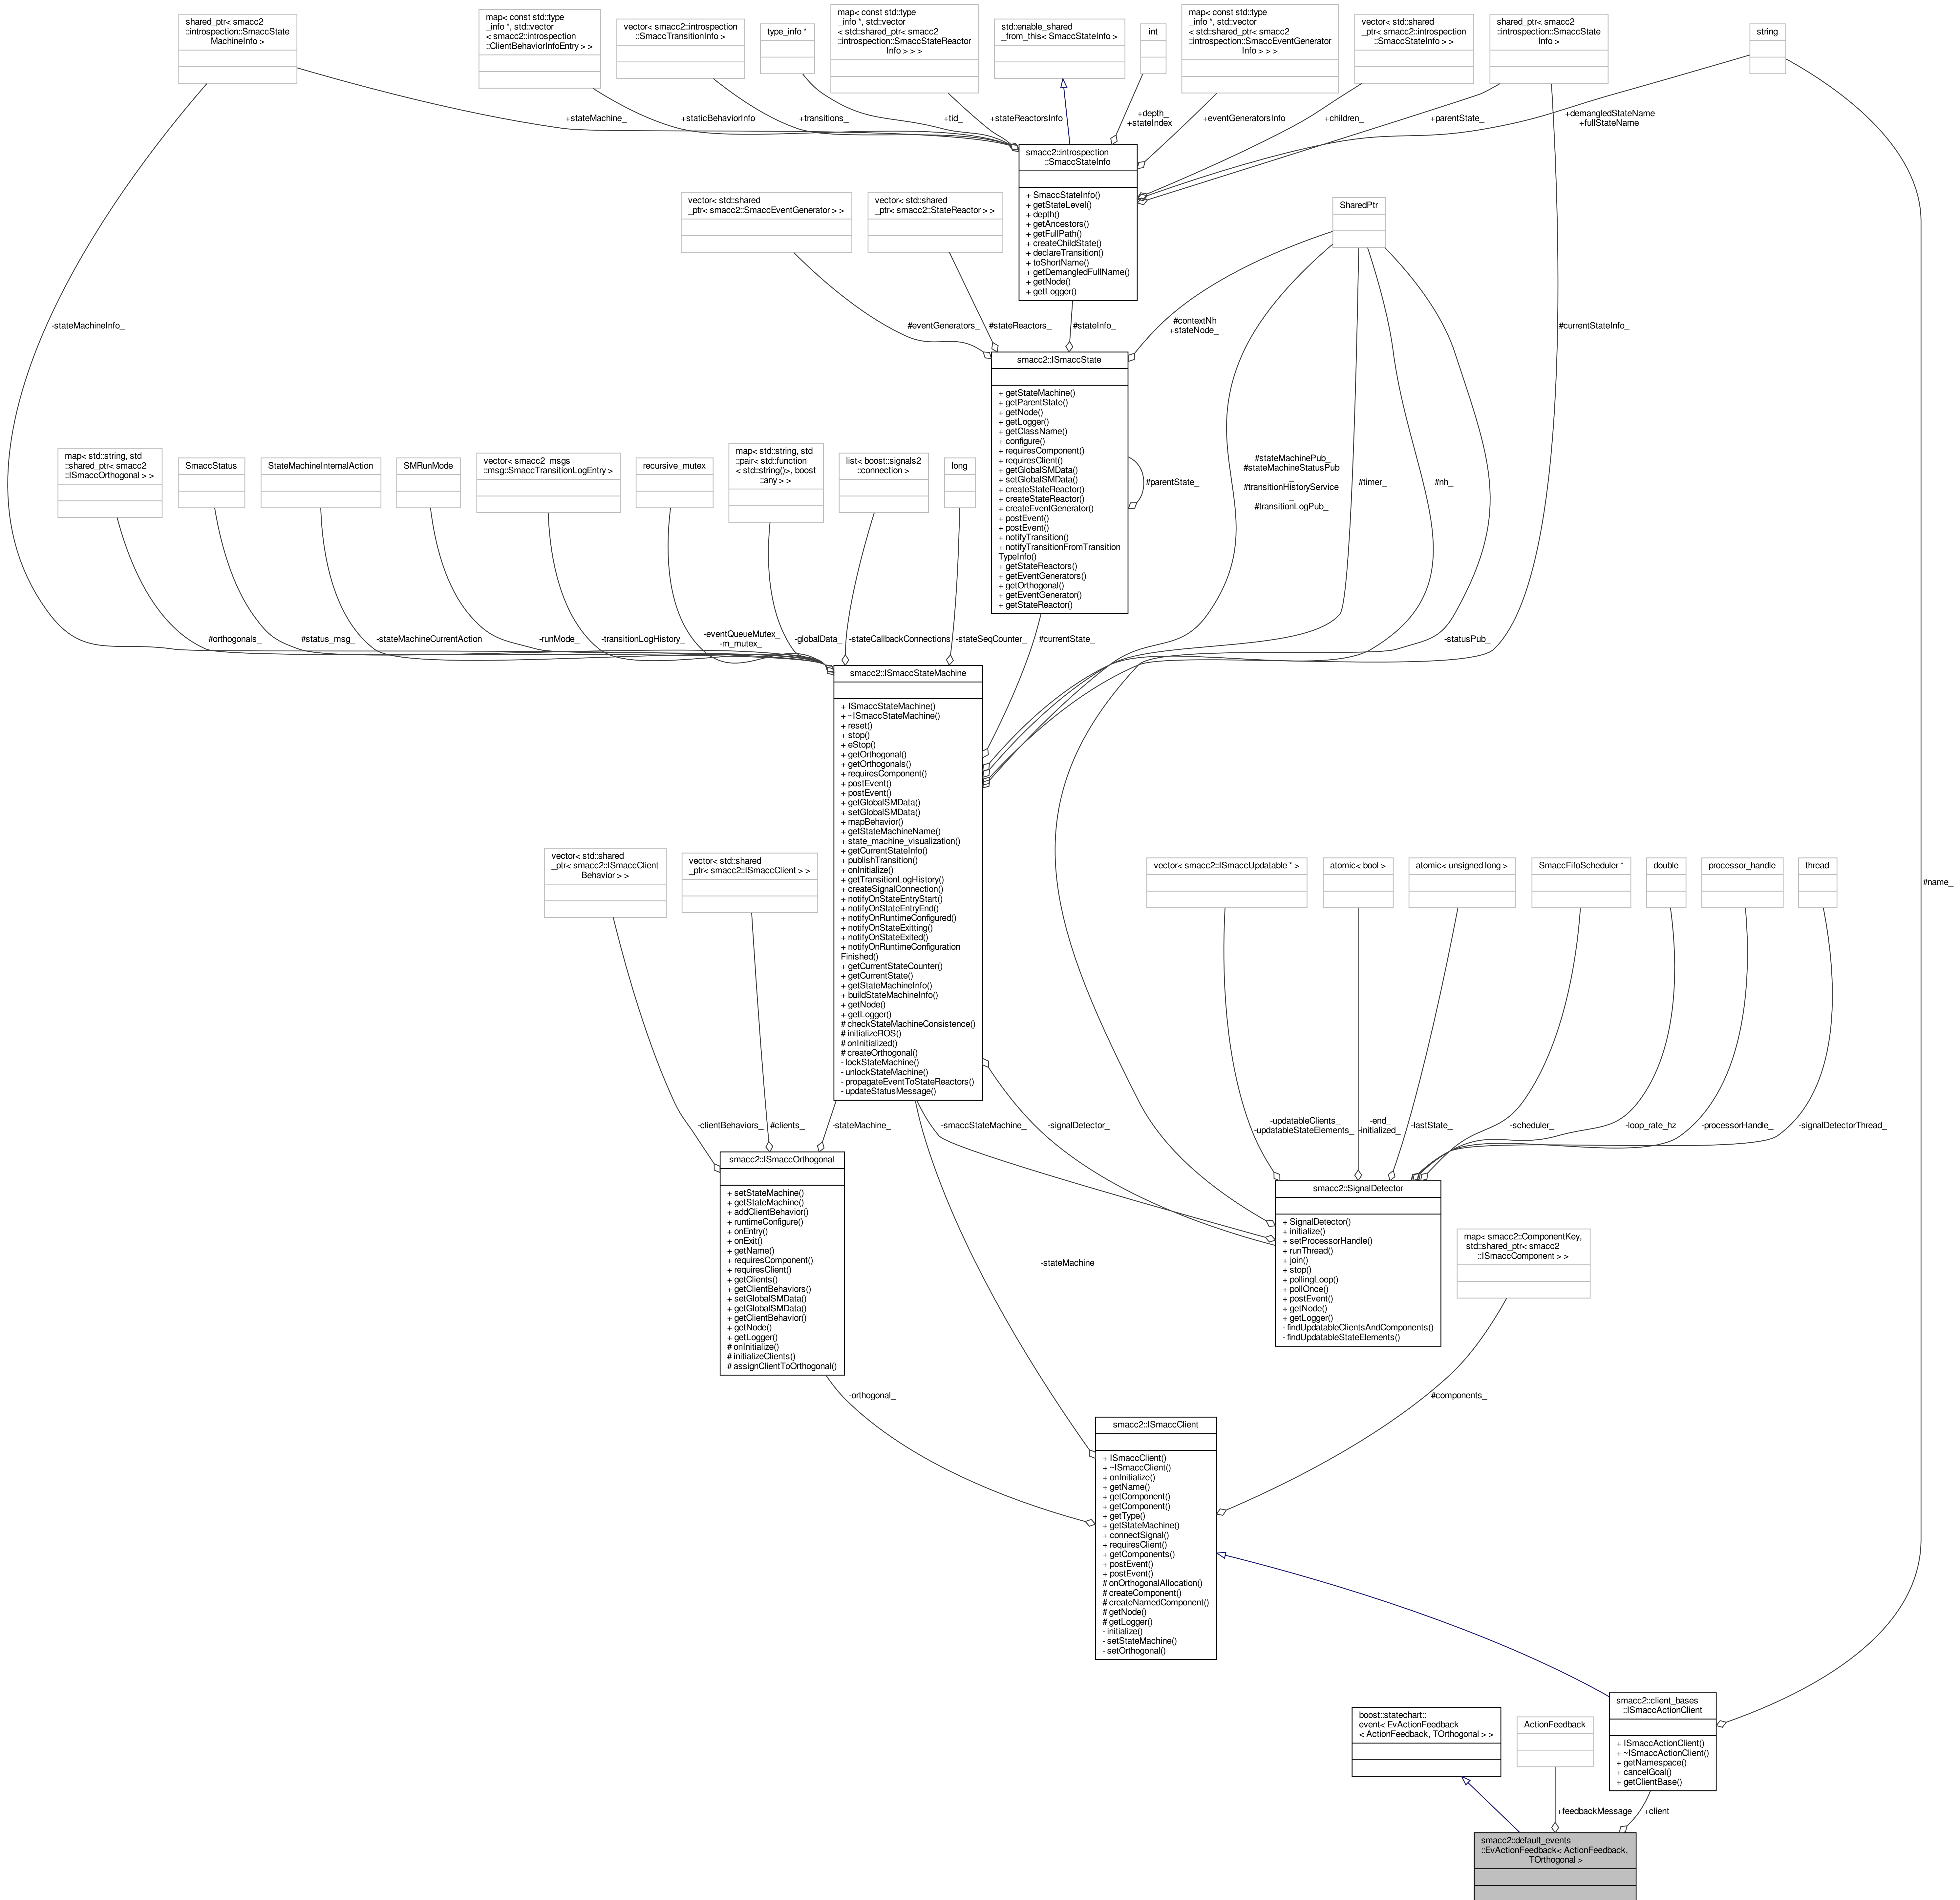 shared_ptr< smacc2
::introspection::SmaccState
MachineInfo >
map< const std::type
_info *, std::vector
< smacc2::introspection
::ClientBehaviorInfoEntry > >
vector< smacc2::introspection
::SmaccTransitionInfo >
type_info *
map< const std::type
_info *, std::vector
< std::shared_ptr< smacc2
::introspection::SmaccStateReactor
Info > > >
std::enable_shared
_from_this< SmaccStateInfo >
int
map< const std::type
_info *, std::vector
< std::shared_ptr< smacc2
::introspection::SmaccEventGenerator
Info > > >
vector< std::shared
_ptr< smacc2::introspection
::SmaccStateInfo > >
shared_ptr< smacc2
::introspection::SmaccState
Info >
string
+stateMachine_
+staticBehaviorInfo
+transitions_
+tid_
+stateReactorsInfo
+depth_
+stateIndex_
+eventGeneratorsInfo
+children_
+parentState_
+demangledStateName
+fullStateName
smacc2::introspection
::SmaccStateInfo
+ SmaccStateInfo()
+ getStateLevel()
+ depth()
+ getAncestors()
+ getFullPath()
+ createChildState()
+ declareTransition()
+ toShortName()
+ getDemangledFullName()
+ getNode()
+ getLogger()
vector< std::shared
_ptr< smacc2::SmaccEventGenerator > >
vector< std::shared
_ptr< smacc2::StateReactor > >
SharedPtr
-stateMachineInfo_
#eventGenerators_
#stateReactors_
#stateInfo_
#contextNh
+stateNode_
#currentStateInfo_
smacc2::ISmaccState
+ getStateMachine()
+ getParentState()
+ getNode()
+ getLogger()
+ getClassName()
+ configure()
+ requiresComponent()
+ requiresClient()
+ getGlobalSMData()
+ setGlobalSMData()
+ createStateReactor()
+ createStateReactor()
+ createEventGenerator()
+ postEvent()
+ postEvent()
+ notifyTransition()
+ notifyTransitionFromTransition
TypeInfo()
+ getStateReactors()
+ getEventGenerators()
+ getOrthogonal()
+ getEventGenerator()
+ getStateReactor()
#parentState_
#stateMachinePub_
#stateMachineStatusPub
_
#transitionHistoryService
_
#transitionLogPub_
#timer_
#nh_
map< std::string, std
::shared_ptr< smacc2
::ISmaccOrthogonal > >
SmaccStatus
StateMachineInternalAction
SMRunMode
vector< smacc2_msgs
::msg::SmaccTransitionLogEntry >
recursive_mutex
map< std::string, std
::pair< std::function
< std::string()>, boost
::any > >
list< boost::signals2
::connection >
long
#orthogonals_
#status_msg_
-stateMachineCurrentAction
-runMode_
-transitionLogHistory_
-eventQueueMutex_
-m_mutex_
-globalData_
-stateCallbackConnections
-stateSeqCounter_
#currentState_
-statusPub_
smacc2::ISmaccStateMachine
+ ISmaccStateMachine()
+ ~ISmaccStateMachine()
+ reset()
+ stop()
+ eStop()
+ getOrthogonal()
+ getOrthogonals()
+ requiresComponent()
+ postEvent()
+ postEvent()
+ getGlobalSMData()
+ setGlobalSMData()
+ mapBehavior()
+ getStateMachineName()
+ state_machine_visualization()
+ getCurrentStateInfo()
+ publishTransition()
+ onInitialize()
+ getTransitionLogHistory()
+ createSignalConnection()
+ notifyOnStateEntryStart()
+ notifyOnStateEntryEnd()
+ notifyOnRuntimeConfigured()
+ notifyOnStateExitting()
+ notifyOnStateExited()
+ notifyOnRuntimeConfiguration
Finished()
+ getCurrentStateCounter()
+ getCurrentState()
+ getStateMachineInfo()
+ buildStateMachineInfo()
+ getNode()
+ getLogger()
# checkStateMachineConsistence()
# initializeROS()
# onInitialized()
# createOrthogonal()
- lockStateMachine()
- unlockStateMachine()
- propagateEventToStateReactors()
- updateStatusMessage()
vector< std::shared
_ptr< smacc2::ISmaccClient
Behavior > >
vector< std::shared
_ptr< smacc2::ISmaccClient > >
vector< smacc2::ISmaccUpdatable * >
atomic< bool >
atomic< unsigned long >
SmaccFifoScheduler *
double
processor_handle
thread
#name_
-clientBehaviors_
#clients_
-stateMachine_
-smaccStateMachine_
-signalDetector_
-updatableClients_
-updatableStateElements_
-end_
-initialized_
-lastState_
-scheduler_
-loop_rate_hz
-processorHandle_
-signalDetectorThread_
smacc2::ISmaccOrthogonal
+ setStateMachine()
+ getStateMachine()
+ addClientBehavior()
+ runtimeConfigure()
+ onEntry()
+ onExit()
+ getName()
+ requiresComponent()
+ requiresClient()
+ getClients()
+ getClientBehaviors()
+ setGlobalSMData()
+ getGlobalSMData()
+ getClientBehavior()
+ getNode()
+ getLogger()
# onInitialize()
# initializeClients()
# assignClientToOrthogonal()
smacc2::SignalDetector
+ SignalDetector()
+ initialize()
+ setProcessorHandle()
+ runThread()
+ join()
+ stop()
+ pollingLoop()
+ pollOnce()
+ postEvent()
+ getNode()
+ getLogger()
- findUpdatableClientsAndComponents()
- findUpdatableStateElements()
map< smacc2::ComponentKey,
std::shared_ptr< smacc2
::ISmaccComponent > >
-stateMachine_
-orthogonal_
#components_
smacc2::ISmaccClient
+ ISmaccClient()
+ ~ISmaccClient()
+ onInitialize()
+ getName()
+ getComponent()
+ getComponent()
+ getType()
+ getStateMachine()
+ connectSignal()
+ requiresClient()
+ getComponents()
+ postEvent()
+ postEvent()
# onOrthogonalAllocation()
# createComponent()
# createNamedComponent()
# getNode()
# getLogger()
- initialize()
- setStateMachine()
- setOrthogonal()
boost::statechart::
event< EvActionFeedback
< ActionFeedback, TOrthogonal > >
ActionFeedback
smacc2::client_bases
::ISmaccActionClient
+ ISmaccActionClient()
+ ~ISmaccActionClient()
+ getNamespace()
+ cancelGoal()
+ getClientBase()
+feedbackMessage
+client
smacc2::default_events
::EvActionFeedback< ActionFeedback,
TOrthogonal >